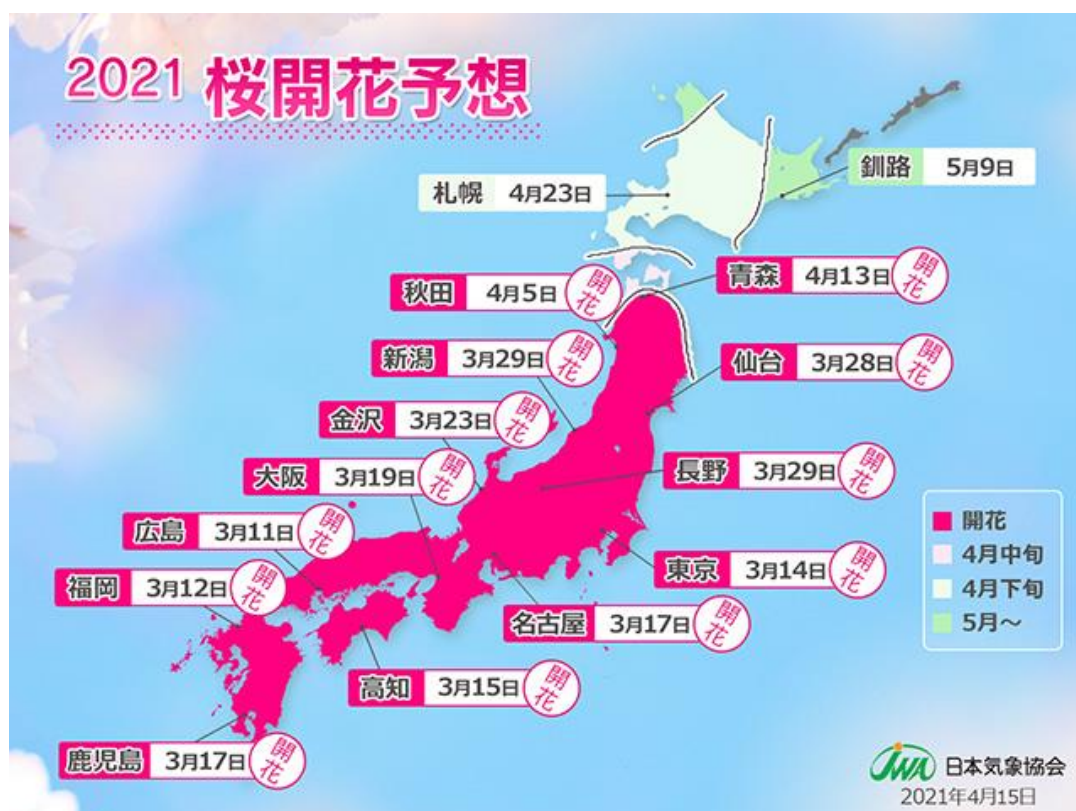 2021 桜開花予想
札幌 4月23日
釧路 5月9日
秋田 4月5日 開花
青森 4月13日 開花
新潟 3月29日 開花
仙台 3月28日 開花
金沢 3月23日 開花
大阪 3月19日 開花
長野 3月29日 開花
広島 3月11日 開花
東京 3月14日 開花
福岡 3月12日 開花
名古屋 3月17日 開花
高知 3月15日 開花
鹿児島 3月17日 開花
開花
4月中旬
4月下旬
5月～
JWA 日本気象協会
2021年4月15日